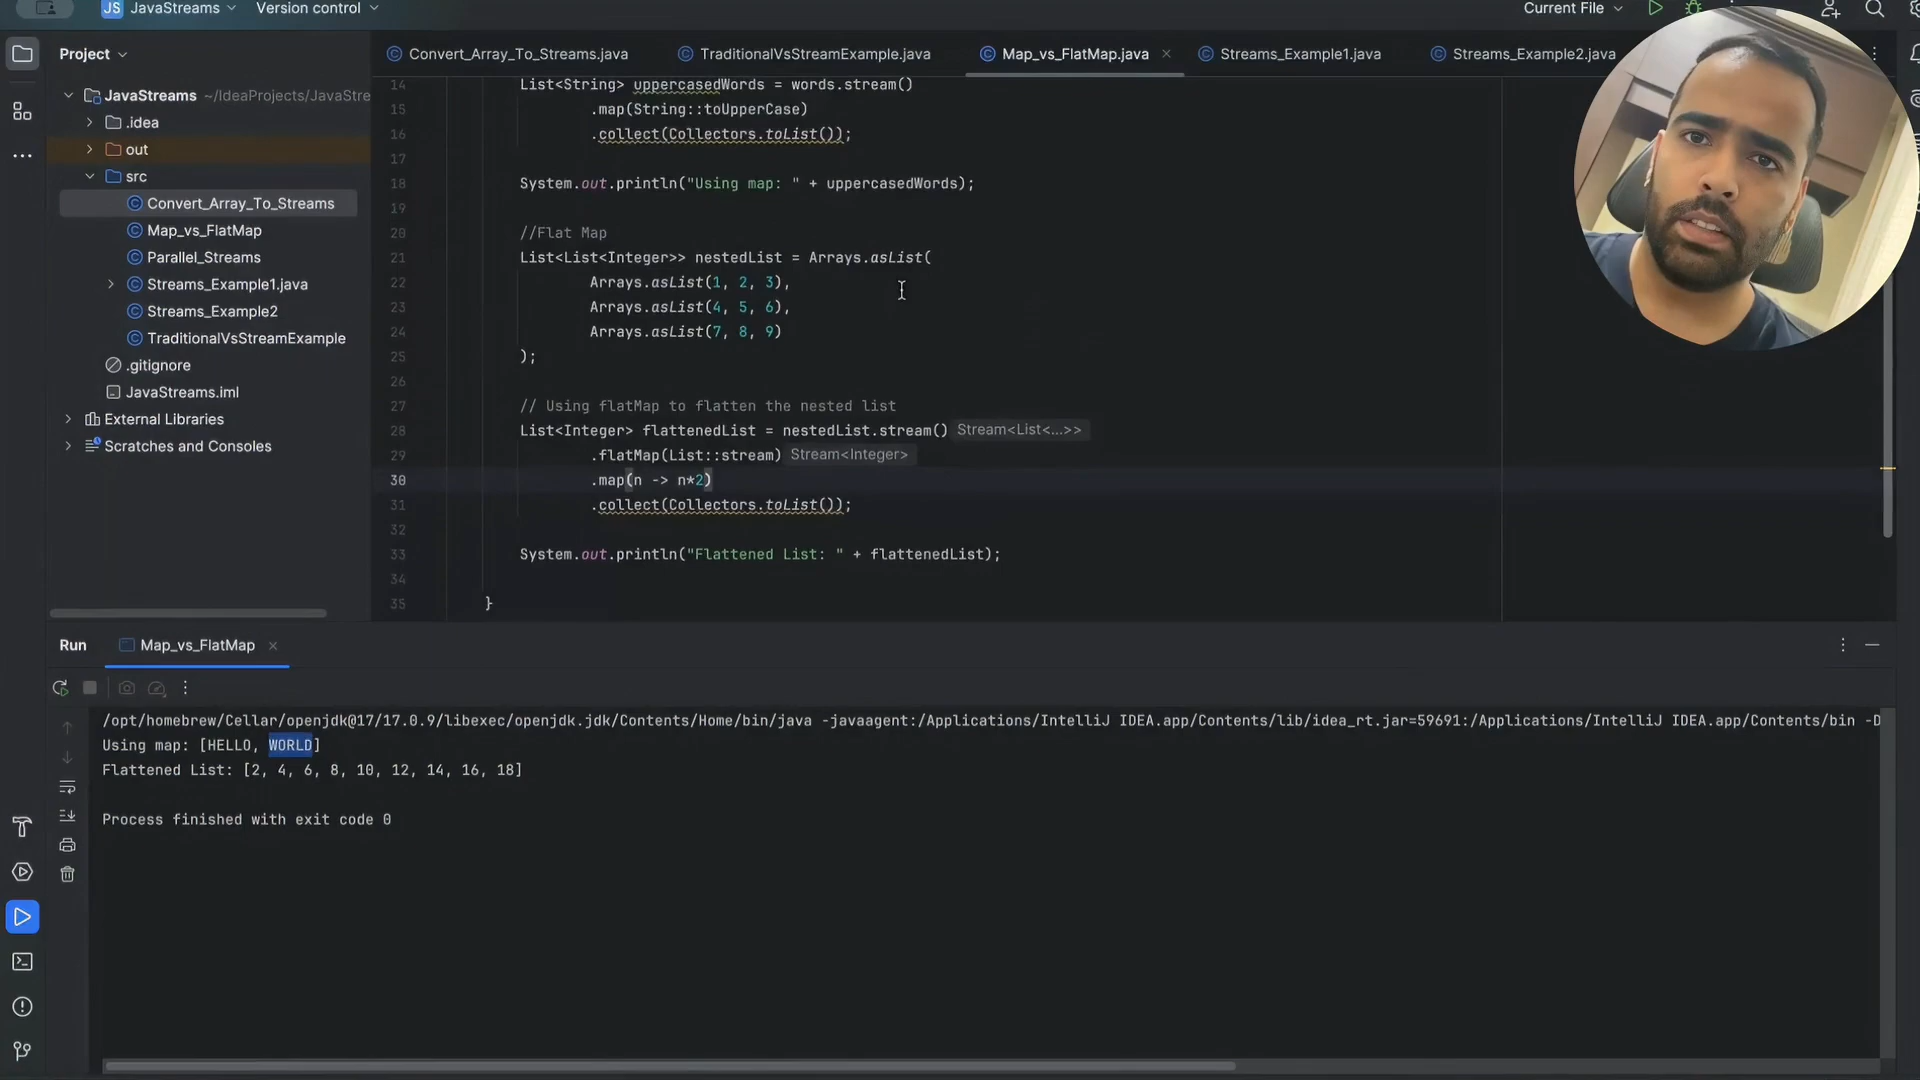 JS JavaStreams Version control Current File
Project
Convert_Array_To_Streams.java TraditionalVsStreamExample.java Map_vs_FlatMap.java Streams_Example1.java Streams_Example2.java
JavaStreams ~/IdeaProjects/JavaStre
.idea
out
src
Convert_Array_To_Streams
Map_vs_FlatMap
Parallel_Streams
Streams_Example1.java
Streams_Example2
TraditionalVsStreamExample
.gitignore
JavaStreams.iml
External Libraries
Scratches and Consoles
14 List<String> uppercasedWords = words.stream()
15 .map(String::toUpperCase)
16 .collect(Collectors.toList());
17
18 System.out.println("Using map: " + uppercasedWords);
19
20 //Flat Map
21 List<List<Integer>> nestedList = Arrays.asList(
22 Arrays.asList(1, 2, 3),
23 Arrays.asList(4, 5, 6),
24 Arrays.asList(7, 8, 9)
25 );
26
27 // Using flatMap to flatten the nested list
28 List<Integer> flattenedList = nestedList.stream() Stream<List<...>>
29 .flatMap(List::stream) Stream<Integer>
30 .map(n -> n*2)
31 .collect(Collectors.toList());
32
33 System.out.println("Flattened List: " + flattenedList);
34
35 }
Run Map_vs_FlatMap
/opt/homebrew/Cellar/openjdk@17/17.0.9/libexec/openjdk.jdk/Contents/Home/bin/java -javaagent:/Applications/IntelliJ IDEA.app/Contents/lib/idea_rt.jar=59691:/Applications/IntelliJ IDEA.app/Contents/bin -D
Using map: [HELLO, WORLD]
Flattened List: [2, 4, 6, 8, 10, 12, 14, 16, 18]
Process finished with exit code 0